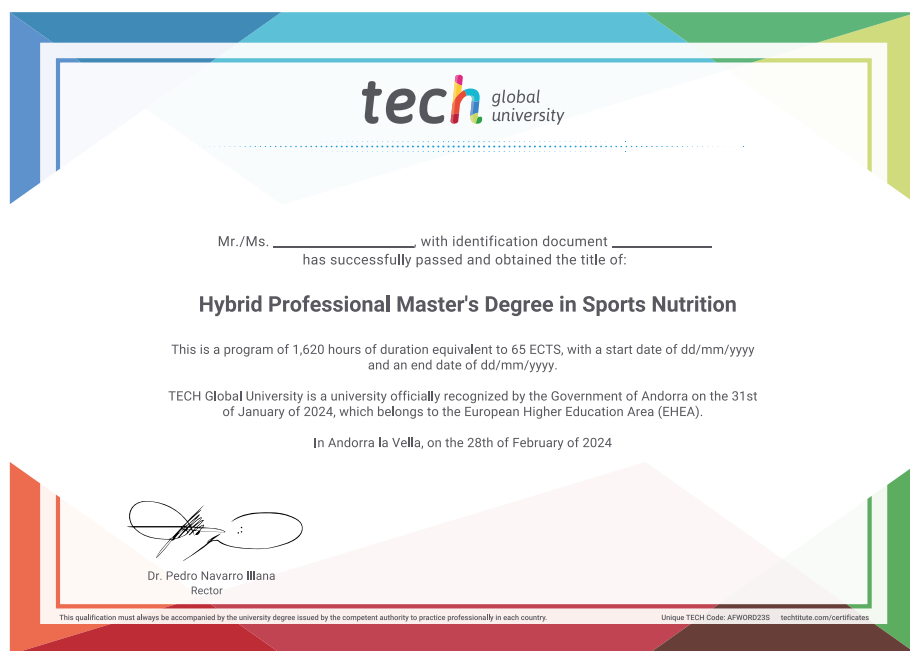 tech global
university
Mr./Ms. ____________, with identification document ____________
has successfully passed and obtained the title of:
Hybrid Professional Master's Degree in Sports Nutrition
This is a program of 1,620 hours of duration equivalent to 65 ECTS, with a start date of dd/mm/yyyy
and an end date of dd/mm/yyyy.
TECH Global University is a university officially recognized by the Government of Andorra on the 31st
of January of 2024, which belongs to the European Higher Education Area (EHEA).
In Andorra la Vella, on the 28th of February of 2024
Dr. Pedro Navarro Illana
Rector
This qualification must always be accompanied by the university degree issued by the competent authority to practice professionally in each country.
Unique TECH Code: AFWORD23S techtitute.com/certificates